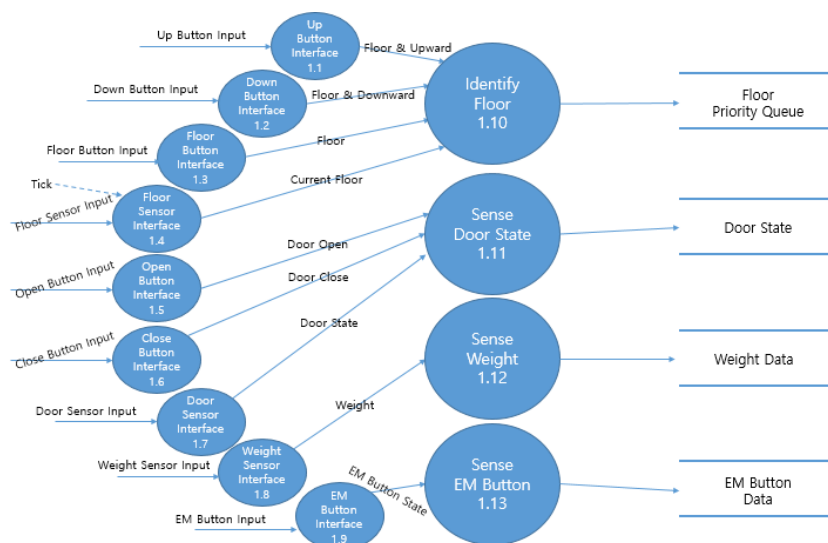 Up Button Input
Up
Button
Interface
1.1
Floor & Upward
Identify
Floor
1.10
Floor
Priority Queue
Down Button Input
Down
Button
Interface
1.2
Floor & Downward
Floor Button Input
Floor
Button
Interface
1.3
Floor
Tick
Floor Sensor Input
Floor
Sensor
Interface
1.4
Current Floor
Sense
Door State
1.11
Door State
Open Button Input
Open
Button
Interface
1.5
Door Open
Close Button Input
Close
Button
Interface
1.6
Door Close
Door Sensor Input
Door
Sensor
Interface
1.7
Door State
Sense
Weight
1.12
Weight Data
Weight Sensor Input
Weight
Sensor
Interface
1.8
Weight
EM Button Input
EM
Button
Interface
1.9
EM Button State
Sense
EM Button
1.13
EM Button
Data